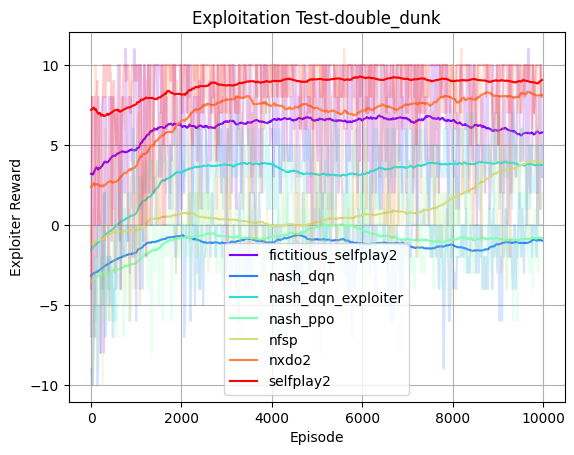 Exploitation Test-double_dunk
Exploiter Reward
10
5
0
−5
−10
fictitious_selfplay2
nash_dqn
nash_dqn_exploiter
nash_ppo
nfsp
nxdo2
selfplay2
0
2000
4000
6000
8000
10000
Episode